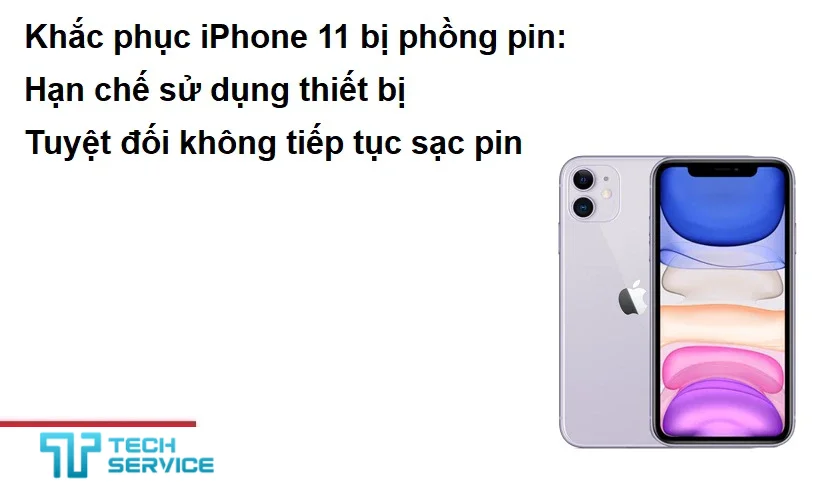 Khắc phục iPhone 11 bị phồng pin:
Hạn chế sử dụng thiết bị
Tuyệt đối không tiếp tục sạc pin
TECH
SERVICE